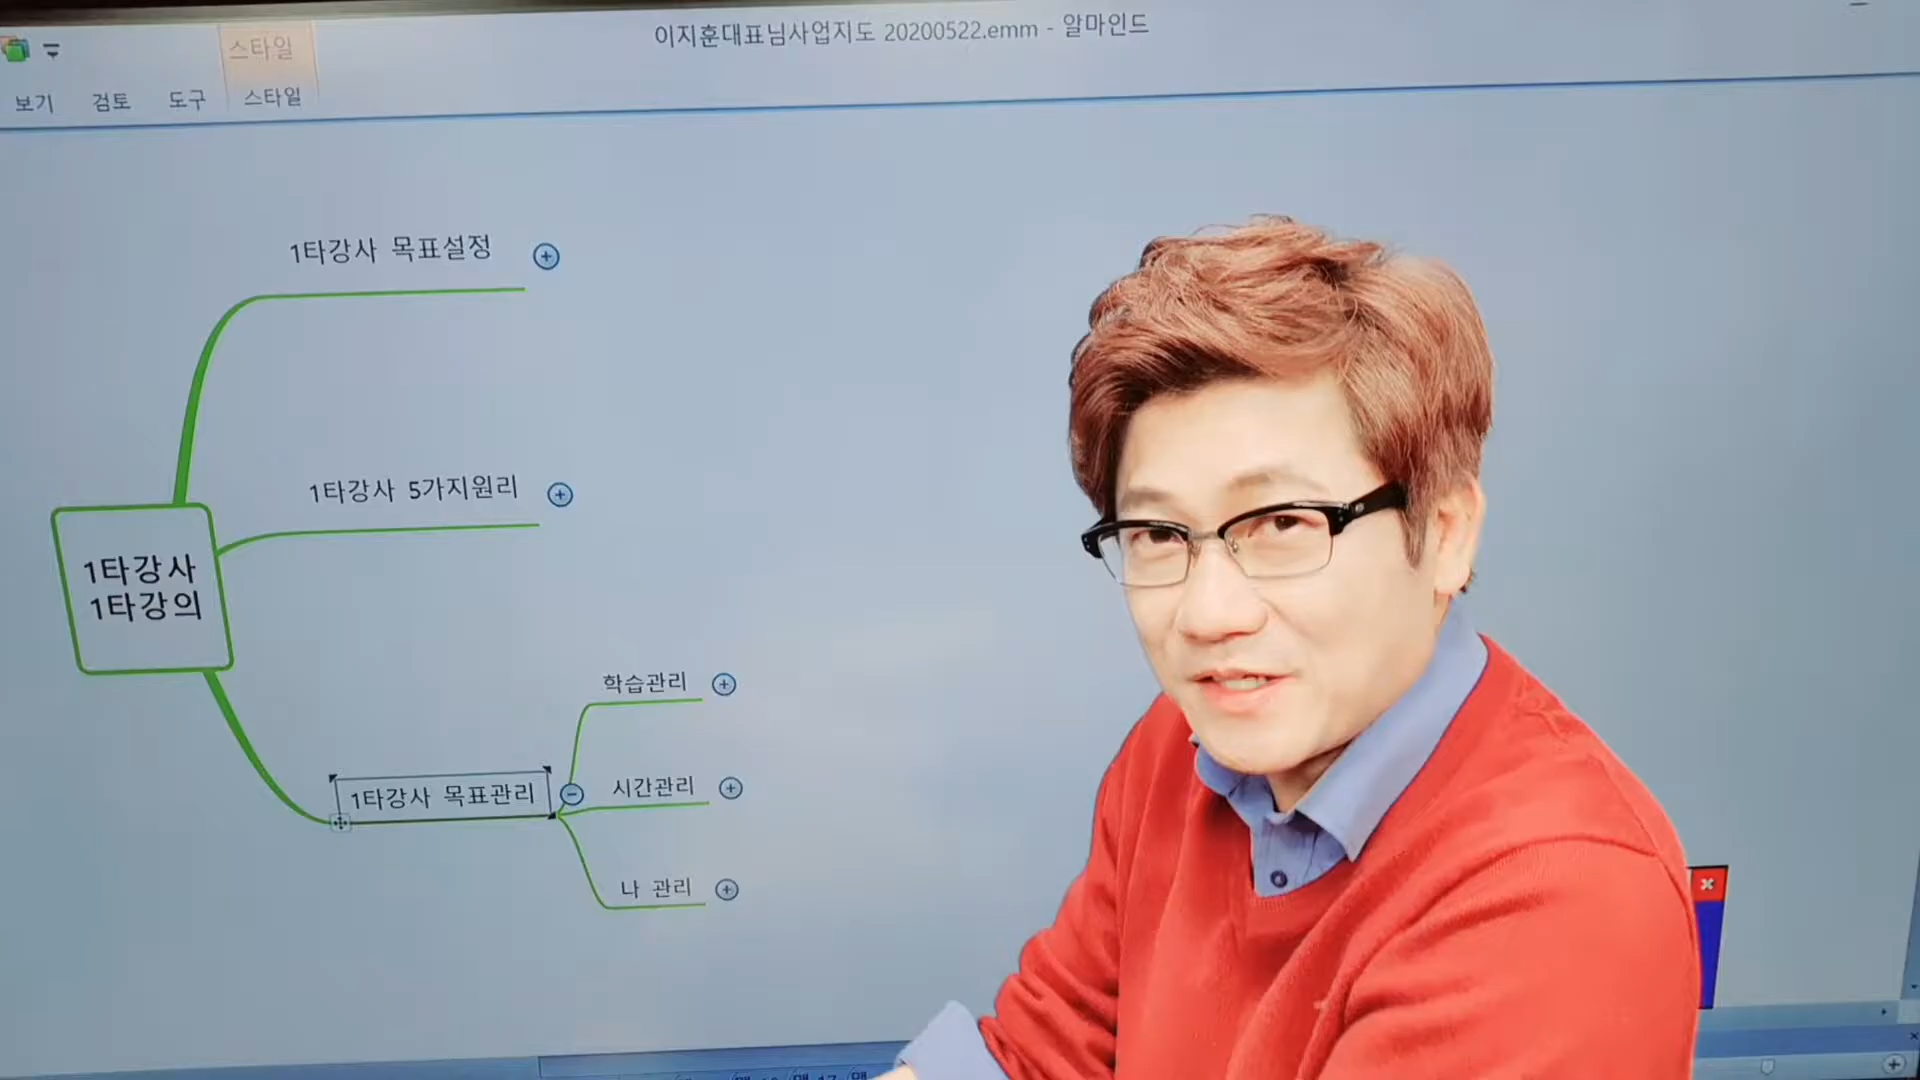 스타일
이지훈대표님사업지도 20200522.emm - 알마인드
보기 검토 도구 스타일
1타강사 목표설정
1타강사 5가지원리
1타강사
1타강의
학습관리
1타강사 목표관리
시간관리
나 관리